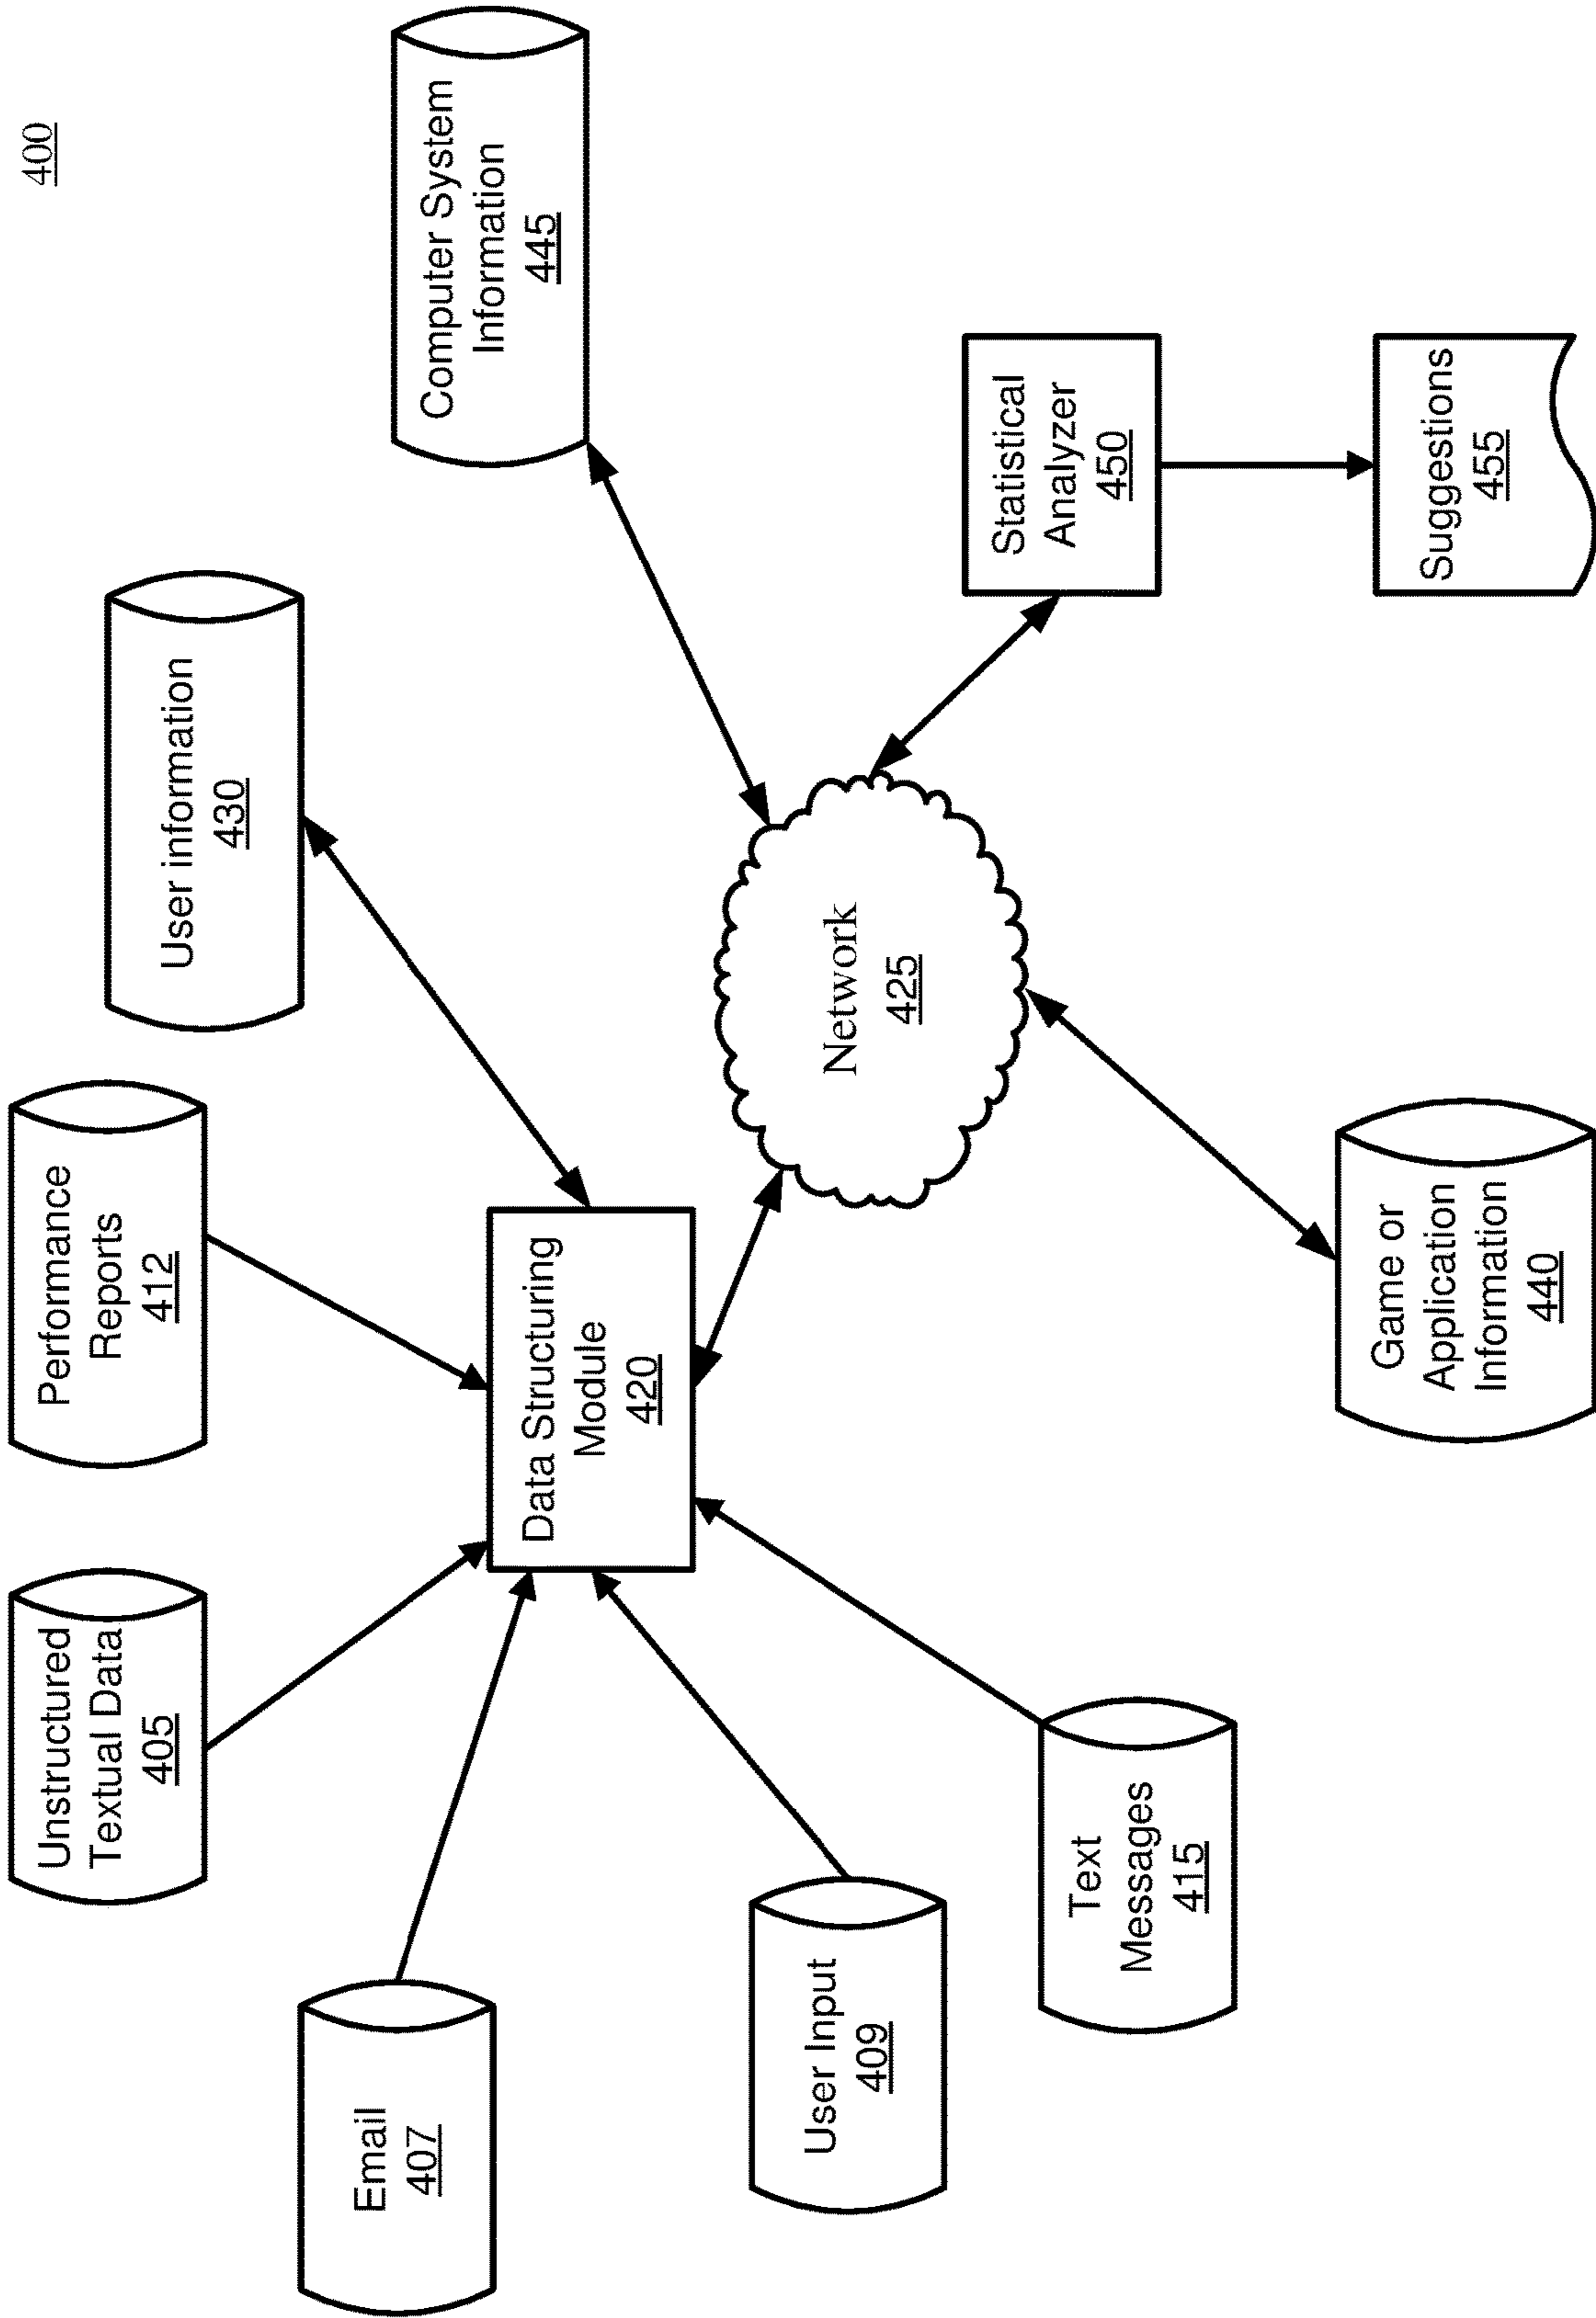 400
Unstructured
Textual Data
405
Performance
Reports
412
User information
430
Email
407
Computer System
Information
445
Data Structuring
Module
420
User Input
409
Network
425
Text
Messages
415
Statistical
Analyzer
450
Game or
Application
Information
440
Suggestions
455